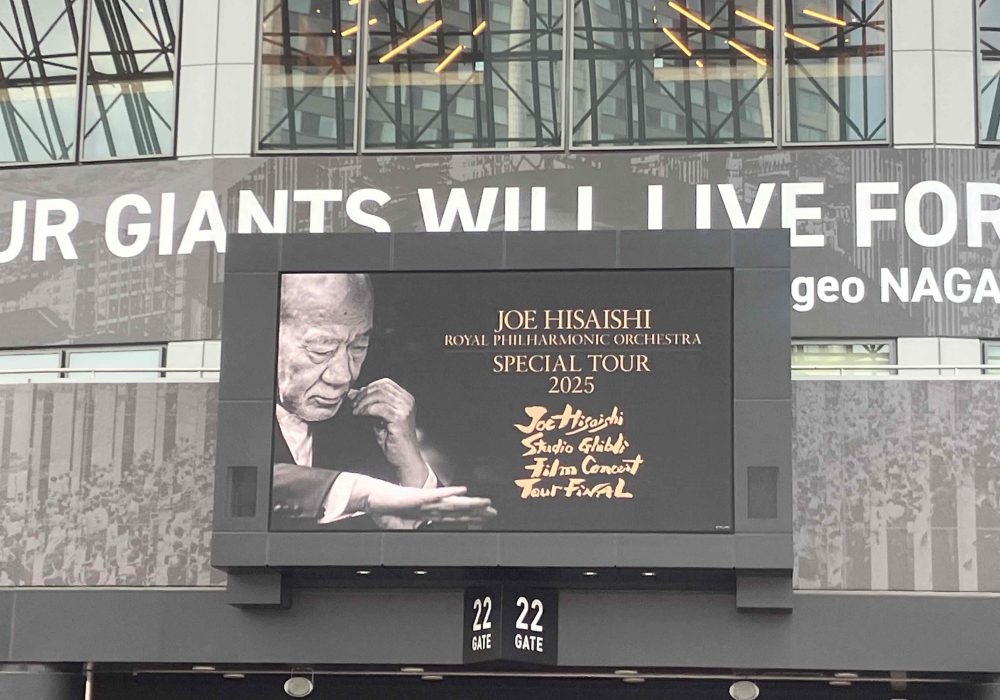 UR GIANTS WILL LIVE FOR
geo NAGA
JOE HISAISHI
ROYAL PHILHARMONIC ORCHESTRA
SPECIAL TOUR
2025
Joe Hisaishi
Studio Ghibli
Film Concert
Tour FINAL
22 22
GATE GATE